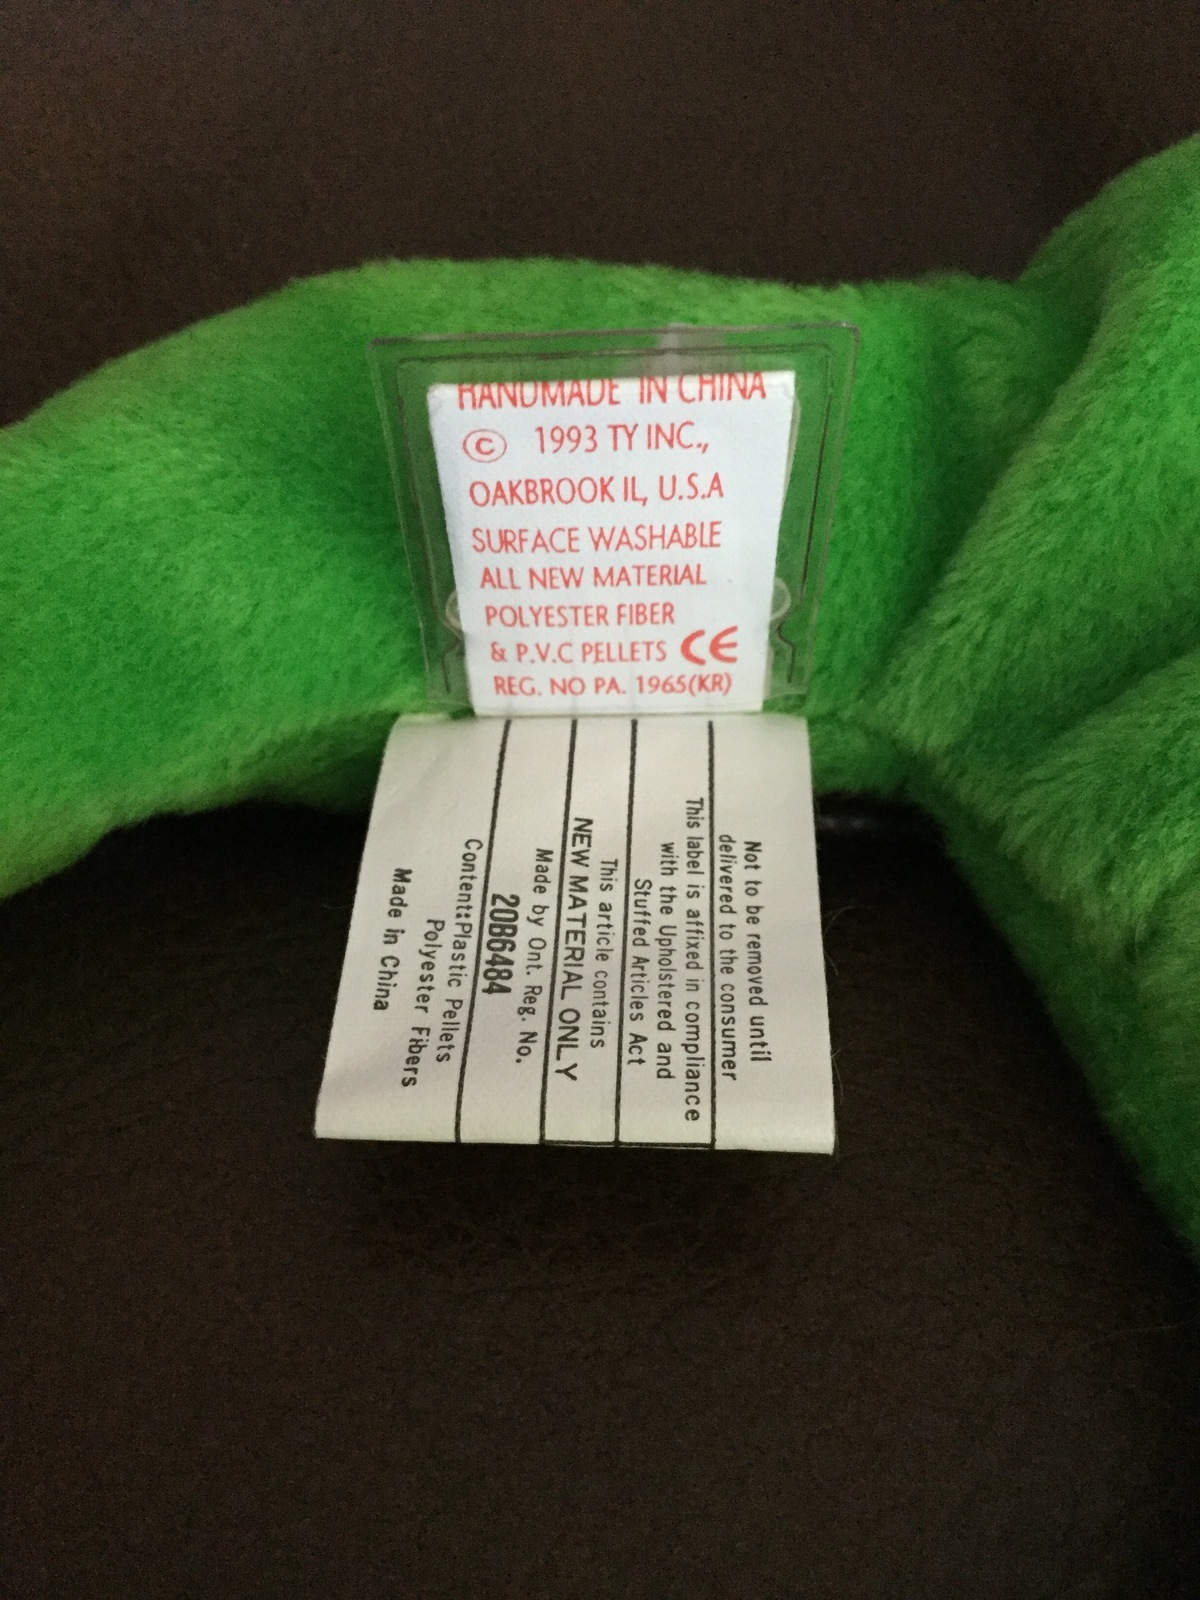 HANDMADE IN CHINA
© 1993 TY INC.,
OAKBROOK IL, U.S.A
SURFACE WASHABLE
ALL NEW MATERIAL
POLYESTER FIBER
& P.V.C PELLETS CE
REG. NO PA. 1965(KR)
Not to be removed until
delivered to the consumer
This label is affixed in compliance
with the Upholstered and
Stuffed Articles Act
This article contains
NEW MATERIAL ONLY
Made by Ont. Reg. No.
20B6484
Content:Plastic Pellets
Polyester Fibers
Made in China